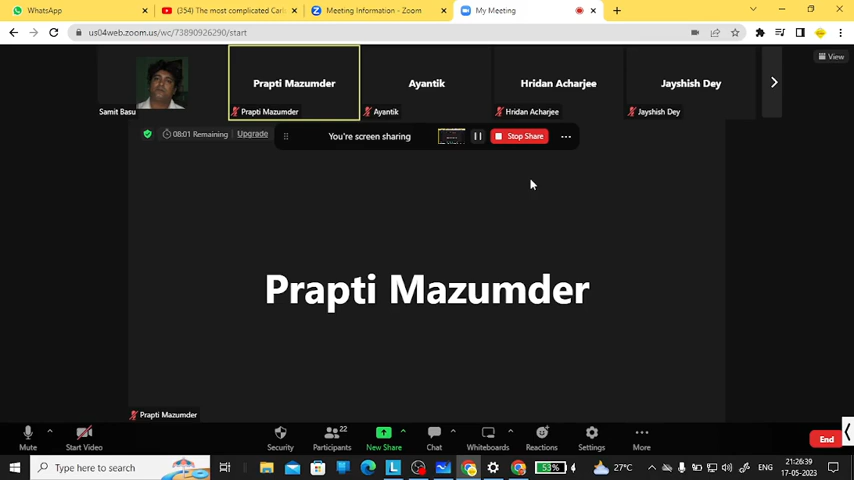 WhatsApp
(354) The most complicated Car
Meeting Information - Zoom
My Meeting
us04web.zoom.us/wc/73890926290/start
View
Prapti Mazumder
Ayantik
Hridan Acharjee
Jayshish Dey
Samit Basu
Prapti Mazumder
Ayantik
Hridan Acharjee
Jayshish Dey
08:01 Remaining
Upgrade
You're screen sharing
Stop Share
Prapti Mazumder
Prapti Mazumder
Mute
Start Video
Security
22
Participants
New Share
Chat
Whiteboards
Reactions
Settings
More
End
Type here to search
53%
27°C
ENG
21:26:39
17-05-2023